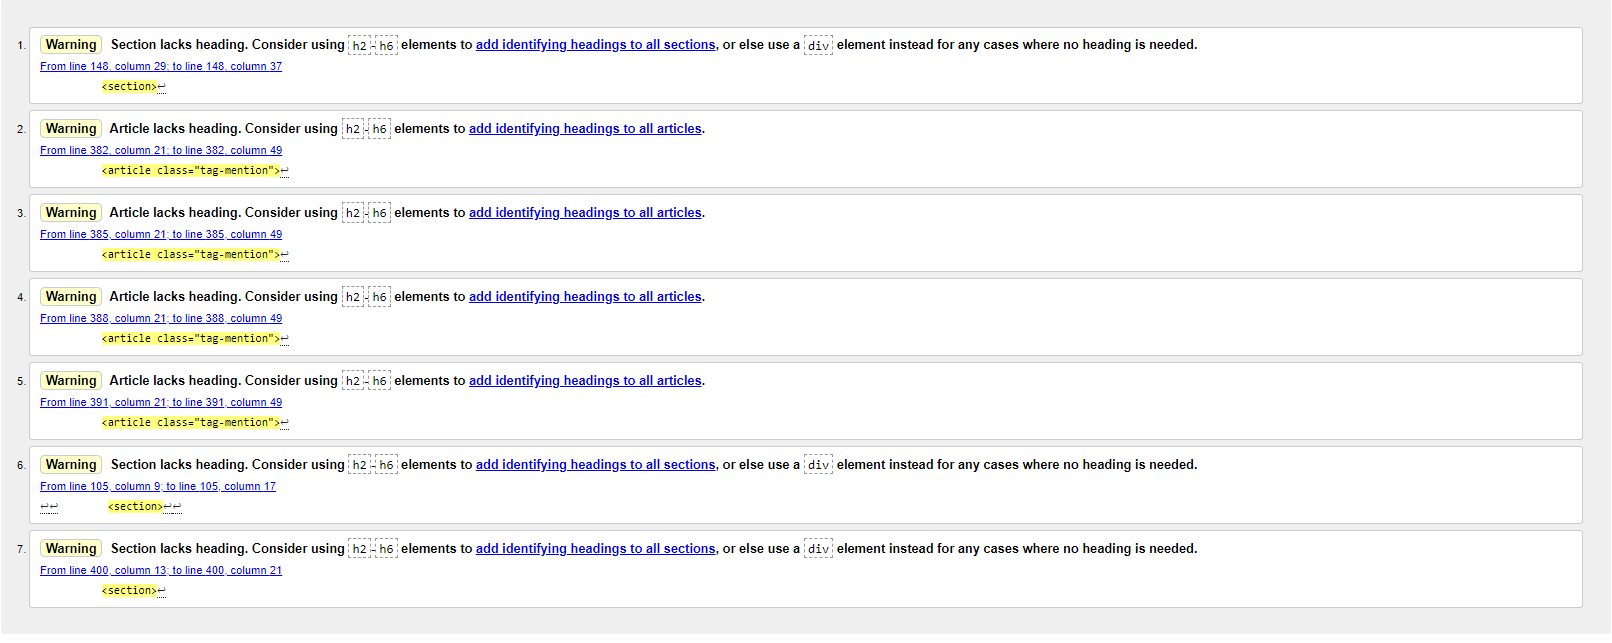 1. Warning Section lacks heading. Consider using h2-h6 elements to add identifying headings to all sections, or else use a div element instead for any cases where no heading is needed.
From line 148, column 29; to line 148, column 37
<section>↩
2. Warning Article lacks heading. Consider using h2-h6 elements to add identifying headings to all articles.
From line 382, column 21; to line 382, column 49
<article class="tag-mention">↩
3. Warning Article lacks heading. Consider using h2-h6 elements to add identifying headings to all articles.
From line 385, column 21; to line 385, column 49
<article class="tag-mention">↩
4. Warning Article lacks heading. Consider using h2-h6 elements to add identifying headings to all articles.
From line 388, column 21; to line 388, column 49
<article class="tag-mention">↩
5. Warning Article lacks heading. Consider using h2-h6 elements to add identifying headings to all articles.
From line 391, column 21; to line 391, column 49
<article class="tag-mention">↩
6. Warning Section lacks heading. Consider using h2-h6 elements to add identifying headings to all sections, or else use a div element instead for any cases where no heading is needed.
From line 105, column 9; to line 105, column 17
↩↩ <section>↩↩
7. Warning Section lacks heading. Consider using h2-h6 elements to add identifying headings to all sections, or else use a div element instead for any cases where no heading is needed.
From line 400, column 13; to line 400, column 21
<section>↩